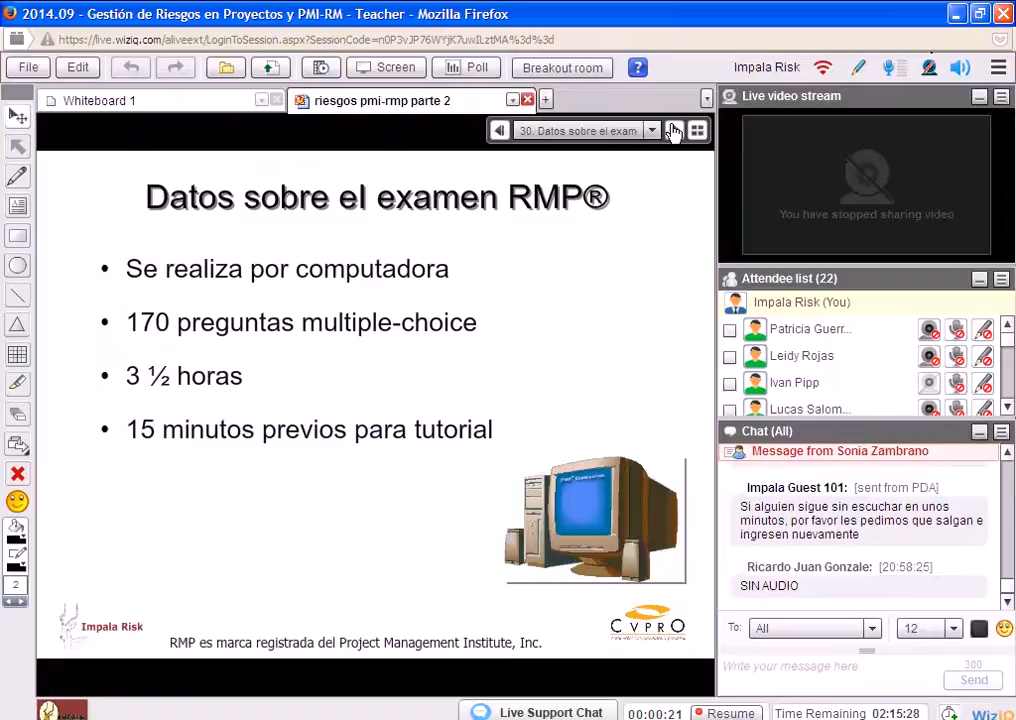 2014.09 - Gestión de Riesgos en Proyectos y PMI-RM - Teacher - Mozilla Firefox
https://live.wiziq.com/aliveext/LoginToSession.aspx?SessionCode=n0P3vJP76WYjK7uwILztMA%3d%3d
File Edit Screen Poll Breakout room ? Impala Risk
Whiteboard 1 riesgos pmi-rmp parte 2
30. Datos sobre el exam
Datos sobre el examen RMP®
• Se realiza por computadora
• 170 preguntas multiple-choice
• 3 ½ horas
• 15 minutos previos para tutorial
Impala Risk
RMP es marca registrada del Project Management Institute, Inc.
CVPRO
2
Live video stream
You have stopped sharing video
Attendee list (22)
Impala Risk (You)
Patricia Guerr...
Leidy Rojas
Ivan Pipp
Lucas Salom...
Chat (All)
Message from Sonia Zambrano
Impala Guest 101: [sent from PDA]
Si alguien sigue sin escuchar en unos
minutos, por favor les pedimos que salgan e
ingresen nuevamente
Ricardo Juan Gonzale: [20:58:25]
SIN AUDIO
To: All 12
Write your message here
300
Send
Live Support Chat 00:00:21 Resume Time Remaining 02:15:28 WizIQ